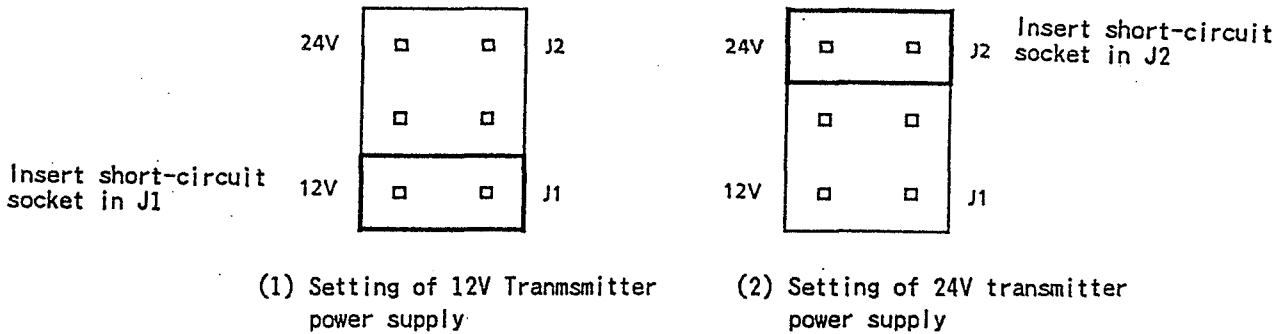 24V
J2
Insert short-circuit
socket in J1
12V
J1
(1) Setting of 12V Tranmsmitter
power supply
24V
J2
Insert short-circuit
socket in J2
12V
J1
(2) Setting of 24V transmitter
power supply